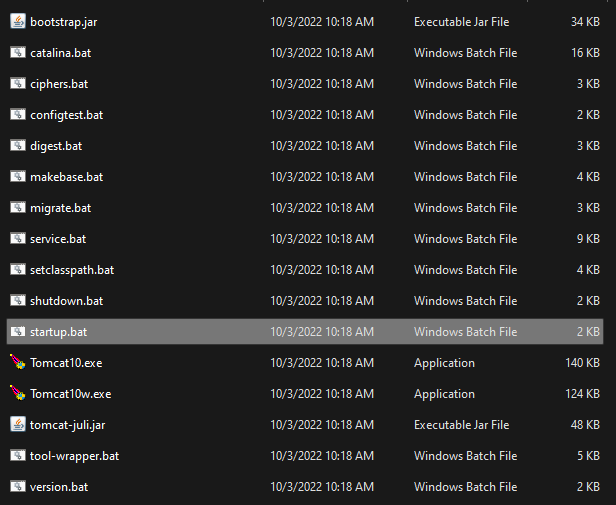 bootstrap.jar 10/3/2022 10:18 AM Executable Jar File 34 KB
catalina.bat 10/3/2022 10:18 AM Windows Batch File 16 KB
ciphers.bat 10/3/2022 10:18 AM Windows Batch File 3 KB
configtest.bat 10/3/2022 10:18 AM Windows Batch File 2 KB
digest.bat 10/3/2022 10:18 AM Windows Batch File 3 KB
makebase.bat 10/3/2022 10:18 AM Windows Batch File 4 KB
migrate.bat 10/3/2022 10:18 AM Windows Batch File 3 KB
service.bat 10/3/2022 10:18 AM Windows Batch File 9 KB
setclasspath.bat 10/3/2022 10:18 AM Windows Batch File 4 KB
shutdown.bat 10/3/2022 10:18 AM Windows Batch File 2 KB
startup.bat 10/3/2022 10:18 AM Windows Batch File 2 KB
Tomcat10.exe 10/3/2022 10:18 AM Application 140 KB
Tomcat10w.exe 10/3/2022 10:18 AM Application 124 KB
tomcat-juli.jar 10/3/2022 10:18 AM Executable Jar File 48 KB
tool-wrapper.bat 10/3/2022 10:18 AM Windows Batch File 5 KB
version.bat 10/3/2022 10:18 AM Windows Batch File 2 KB